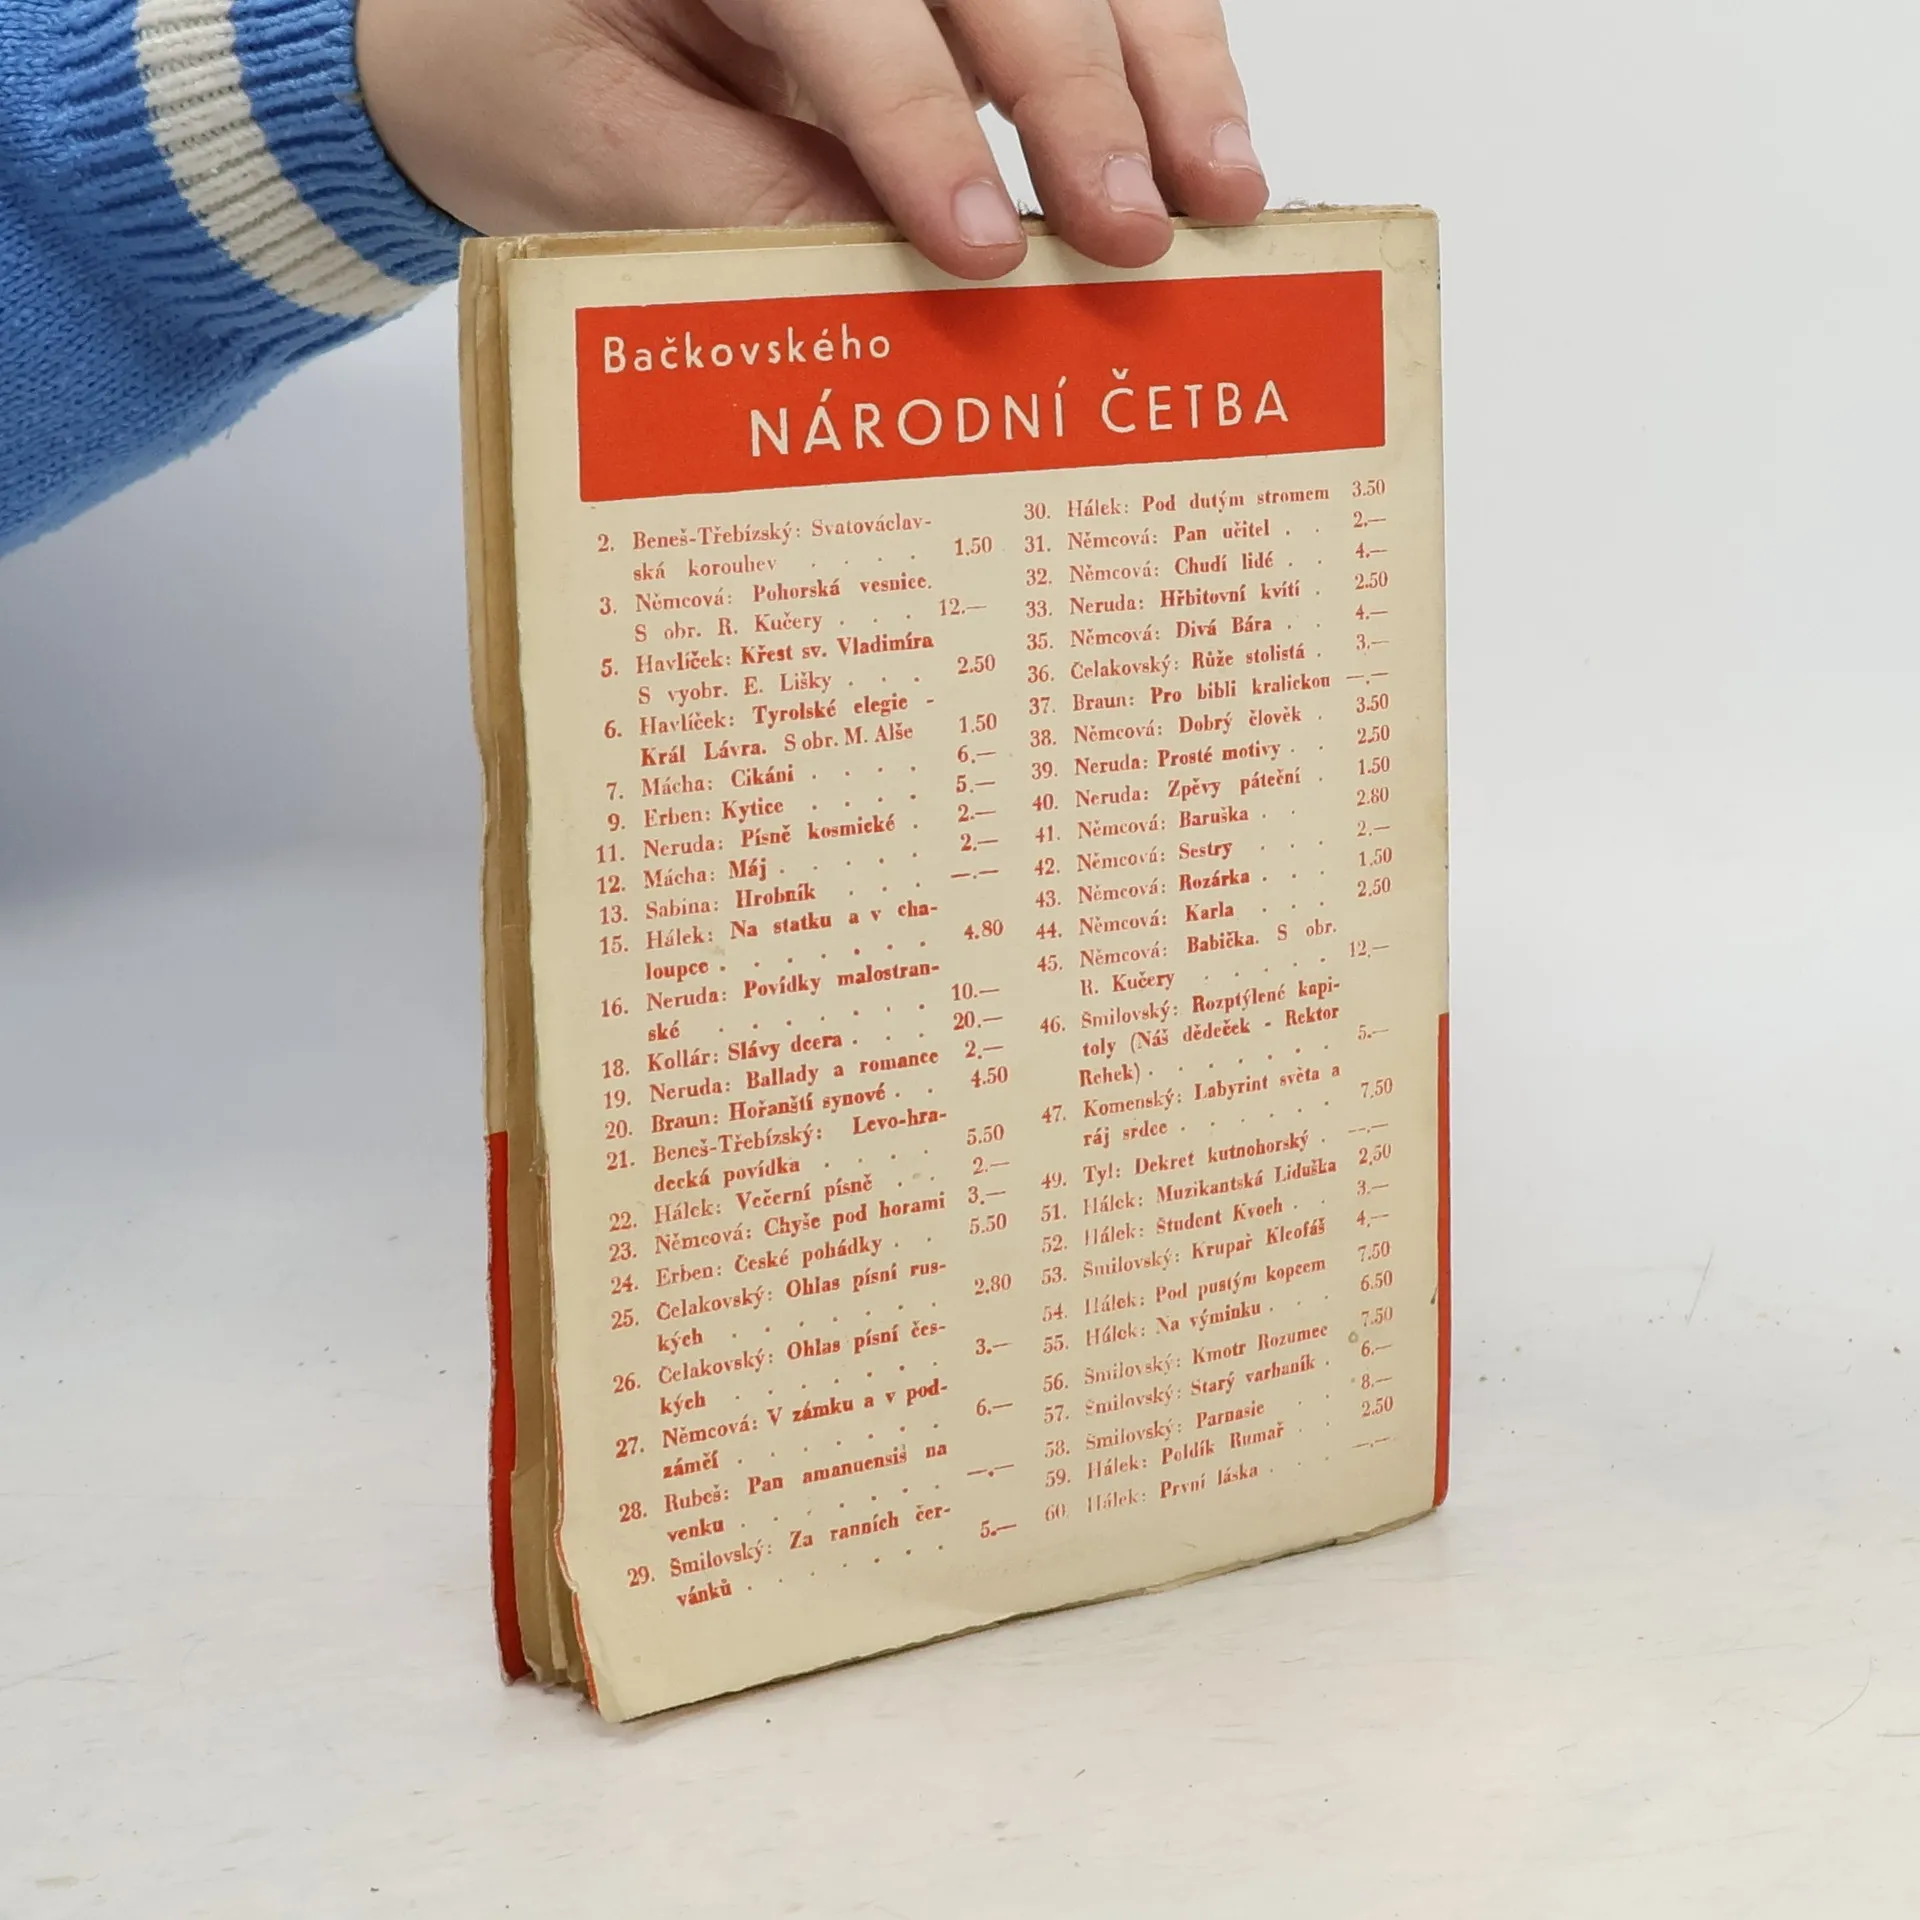 Bačkovského
NÁRODNÍ ČETBA
2. Beneš-Třebízský: Svatováclav-
ská korouhev . . . . 1.50
3. Němcová: Pohorská vesnice.
S obr. R. Kučery . . . 12.—
5. Havlíček: Křest sv. Vladimíra
S vyobr. E. Lišky . . . 2.50
6. Havlíček: Tyrolské elegie -
Král Lávra. S obr. M. Alše 1.50
7. Mácha: Cikáni . . . . 6.—
9. Erben: Kytice . . . . 5.—
11. Neruda: Písně kosmické . 2.—
12. Mácha: Máj . . . . . 2.—
13. Sabina: Hrobník . . . —.—
15. Hálek: Na statku a v cha-
loupce . . . . . . . 4.80
16. Neruda: Povídky malostran-
ské . . . . . . . 10.—
18. Kollár: Slávy dcera . . . 20.—
19. Neruda: Ballady a romance 2.—
20. Braun: Hořanští synové . . 4.50
21. Beneš-Třebízský: Levo-hra-
decká povídka . . . . 5.50
22. Hálek: Večerní písně . . 2.—
23. Němcová: Chyše pod horami 3.—
24. Erben: České pohádky . . 5.50
25. Čelakovský: Ohlas písní rus-
kých . . . . . . . 2.80
26. Čelakovský: Ohlas písní čes-
kých . . . . . . . 3.—
27. Němcová: V zámku a v pod-
zámčí . . . . . . . 6.—
28. Rubeš: Pan amanuensis na
venku . . . . . . . —.—
29. Šmilovský: Za ranních čer-
vánků . . . . . . . 5.—
30. Hálek: Pod dutým stromem 3.50
31. Němcová: Pan učitel . . 2.—
32. Němcová: Chudí lidé . . 4.—
33. Neruda: Hřbitovní kvítí . 2.50
35. Němcová: Divá Bára . . 4.—
36. Čelakovský: Růže stolistá . 3.—
37. Braun: Pro bibli kralickou —.—
38. Němcová: Dobrý člověk . 3.50
39. Neruda: Prosté motivy . . 2.50
40. Neruda: Zpěvy páteční . 1.50
41. Němcová: Baruška . . 2.80
42. Němcová: Sestry . . . 2.—
43. Němcová: Rozárka . . . 1.50
44. Němcová: Karla . . . 2.50
45. Němcová: Babička. S obr.
R. Kučery . . . . . 12.—
46. Šmilovský: Rozptýlené kapi-
toly (Náš dědeček - Rektor
Rehek) . . . . . . 5.—
47. Komenský: Labyrint světa a
ráj srdce . . . . . . 7.50
49. Tyl: Dekret kutnohorský . —.—
51. Hálek: Muzikantská Liduška 2.50
52. Hálek: Študent Kvoch . 3.—
53. Šmilovský: Krupař Kleofáš 4.—
54. Hálek: Pod pustým kopcem 7.50
55. Hálek: Na výminku . . . 6.50
56. Šmilovský: Kmotr Rozumec 7.50
57. Šmilovský: Starý varhaník . 6.—
58. Šmilovský: Parnasie . . 8.—
59. Hálek: Poldík Rumař . . 2.50
60. Hálek: První láska . . . —.—